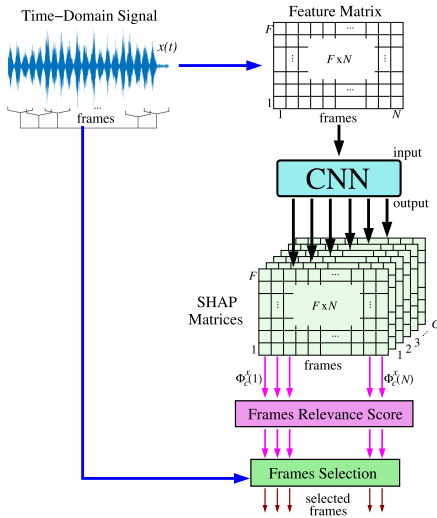 Time-Domain Signal
x(t)
...
frames
Feature Matrix
F
...
⋮
F x N
⋮
...
1
1
N
frames
input
CNN
output
SHAP
Matrices
F
...
⋮
F x N
⋮
...
1
1 2 3 ...
frames
Φ_c^x(1)
Φ_c^x(N)
Frames Relevance Score
Frames Selection
selected
frames